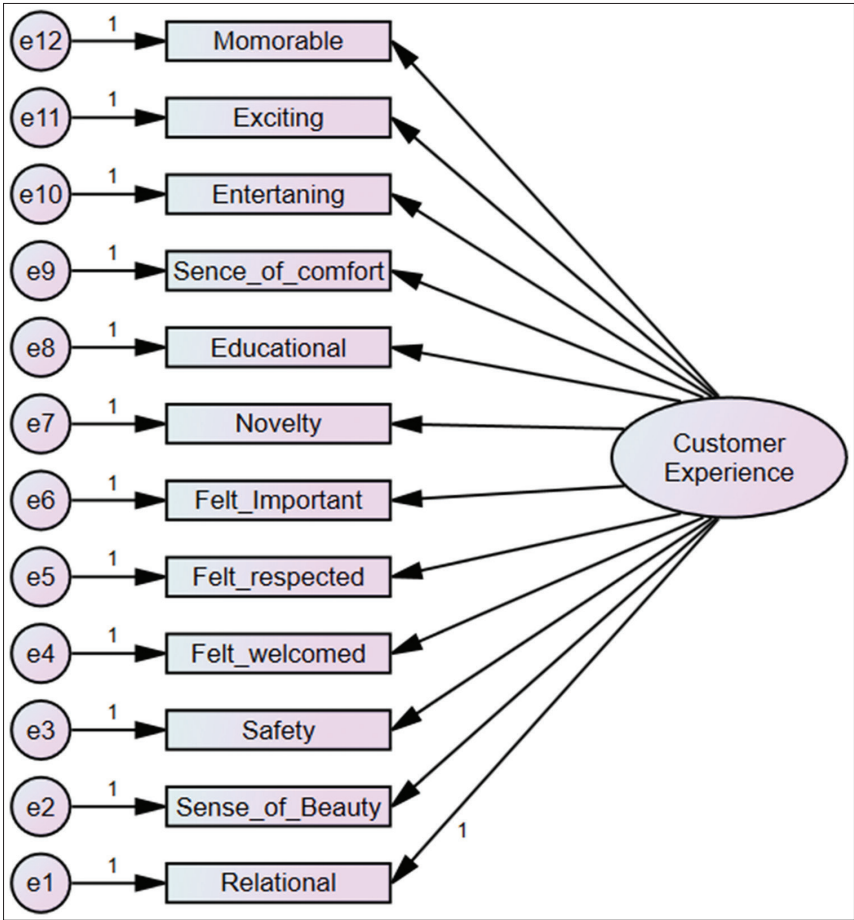 e12 1 Momorable
e11 1 Exciting
e10 1 Entertaning
e9 1 Sence_of_comfort
e8 1 Educational
e7 1 Novelty
Customer
Experience
e6 1 Felt_Important
e5 1 Felt_respected
e4 1 Felt_welcomed
e3 1 Safety
e2 1 Sense_of_Beauty
1
e1 1 Relational